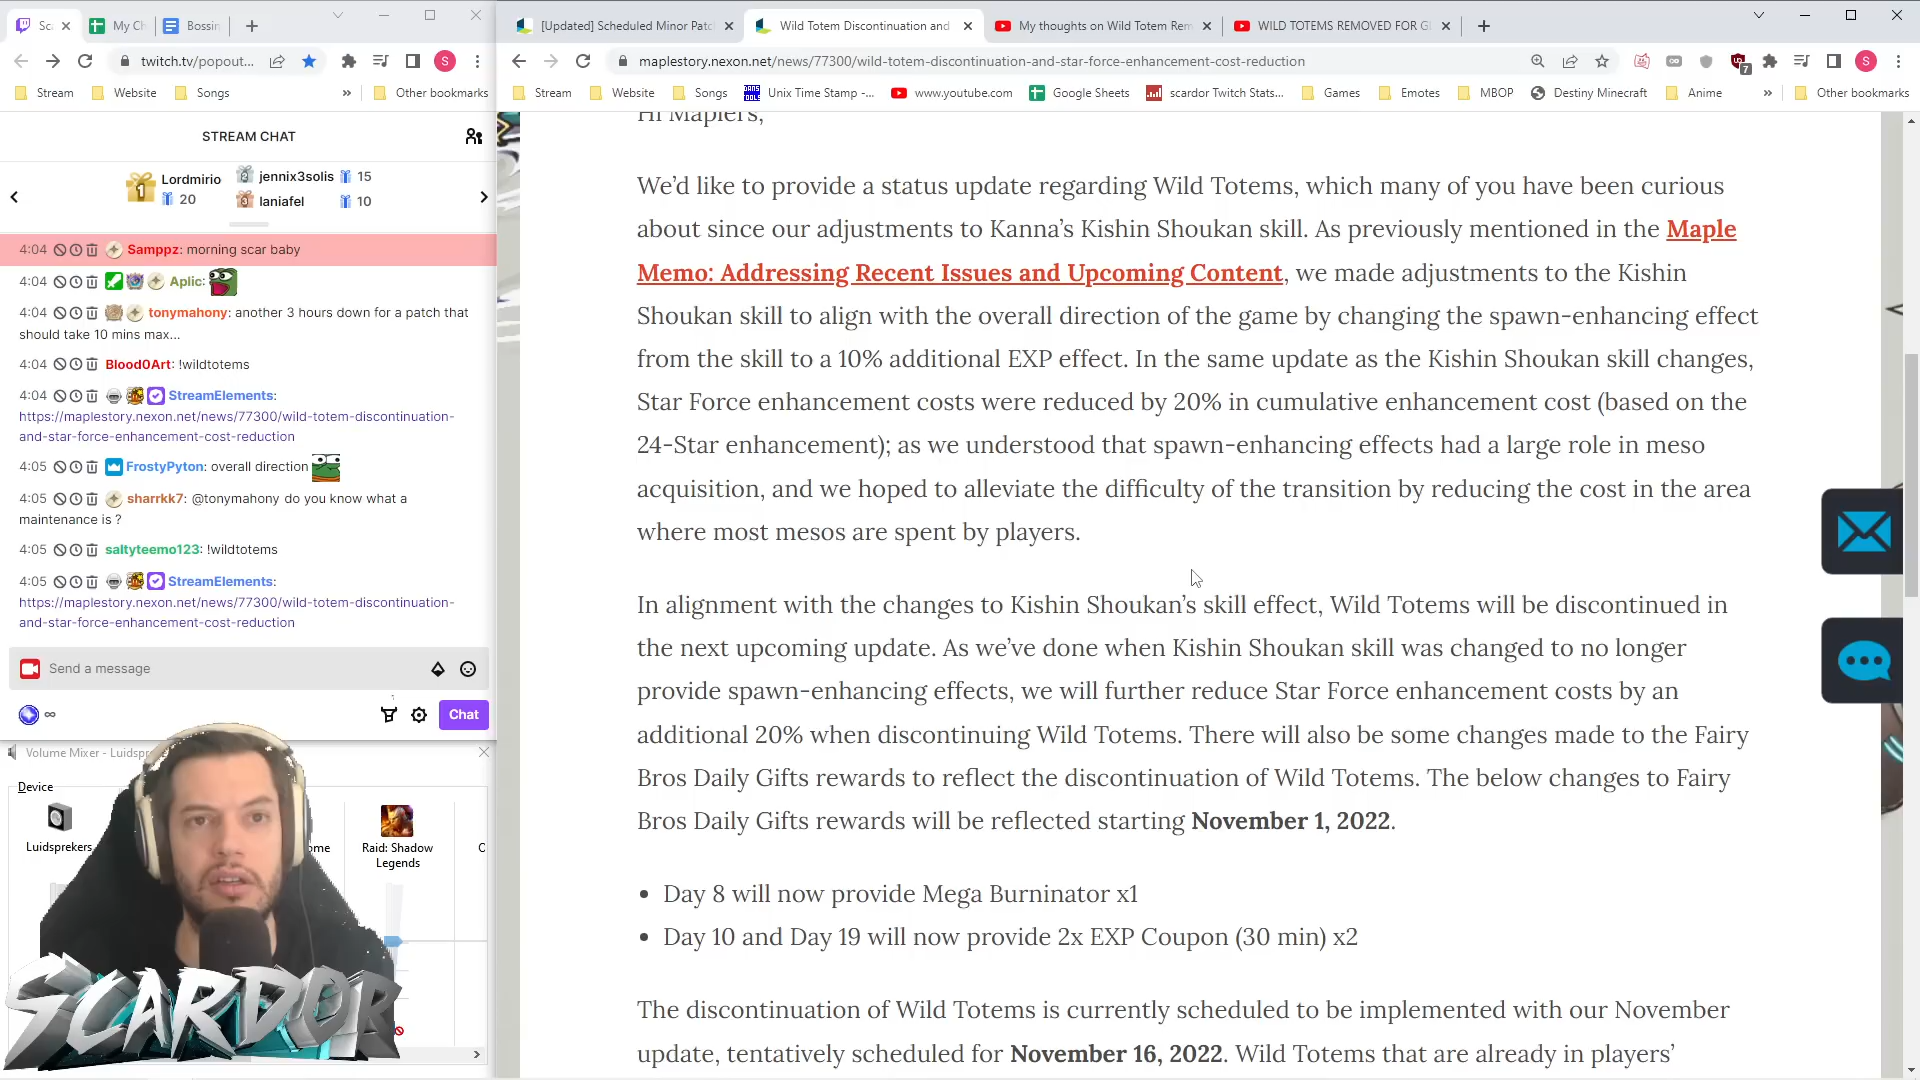 Sca
My Ch
Bossin
twitch.tv/popout...
Stream
Website
Songs
»
Other bookmarks
STREAM CHAT
1 Lordmirio
20
2 jennix3solis 15
3 laniafel 10
4:04 Samppz: morning scar baby
4:04 Aplic:
4:04 tonymahony: another 3 hours down for a patch that
should take 10 mins max...
4:04 Blood0Art: !wildtotems
4:04 StreamElements:
https://maplestory.nexon.net/news/77300/wild-totem-discontinuation-
and-star-force-enhancement-cost-reduction
4:05 FrostyPyton: overall direction
4:05 sharrkk7: @tonymahony do you know what a
maintenance is ?
4:05 saltyteemo123: !wildtotems
4:05 StreamElements:
https://maplestory.nexon.net/news/77300/wild-totem-discontinuation-
and-star-force-enhancement-cost-reduction
Send a message
∞
Chat
Volume Mixer - Luidspre
Device
Luidsprekers
ome
Raid: Shadow
Legends
SCARDOR
[Updated] Scheduled Minor Patc
Wild Totem Discontinuation and
My thoughts on Wild Totem Rem
WILD TOTEMS REMOVED FOR G
maplestory.nexon.net/news/77300/wild-totem-discontinuation-and-star-force-enhancement-cost-reduction
7
S
Stream
Website
Songs
Unix Time Stamp -...
www.youtube.com
Google Sheets
scardor Twitch Stats...
Games
Emotes
MBOP
Destiny Minecraft
Anime
»
Other bookmarks
Hi Maplers,
We'd like to provide a status update regarding Wild Totems, which many of you have been curious
about since our adjustments to Kanna's Kishin Shoukan skill. As previously mentioned in the Maple
Memo: Addressing Recent Issues and Upcoming Content, we made adjustments to the Kishin
Shoukan skill to align with the overall direction of the game by changing the spawn-enhancing effect
from the skill to a 10% additional EXP effect. In the same update as the Kishin Shoukan skill changes,
Star Force enhancement costs were reduced by 20% in cumulative enhancement cost (based on the
24-Star enhancement); as we understood that spawn-enhancing effects had a large role in meso
acquisition, and we hoped to alleviate the difficulty of the transition by reducing the cost in the area
where most mesos are spent by players.
In alignment with the changes to Kishin Shoukan's skill effect, Wild Totems will be discontinued in
the next upcoming update. As we've done when Kishin Shoukan skill was changed to no longer
provide spawn-enhancing effects, we will further reduce Star Force enhancement costs by an
additional 20% when discontinuing Wild Totems. There will also be some changes made to the Fairy
Bros Daily Gifts rewards to reflect the discontinuation of Wild Totems. The below changes to Fairy
Bros Daily Gifts rewards will be reflected starting November 1, 2022.
• Day 8 will now provide Mega Burninator x1
• Day 10 and Day 19 will now provide 2x EXP Coupon (30 min) x2
The discontinuation of Wild Totems is currently scheduled to be implemented with our November
update, tentatively scheduled for November 16, 2022. Wild Totems that are already in players'